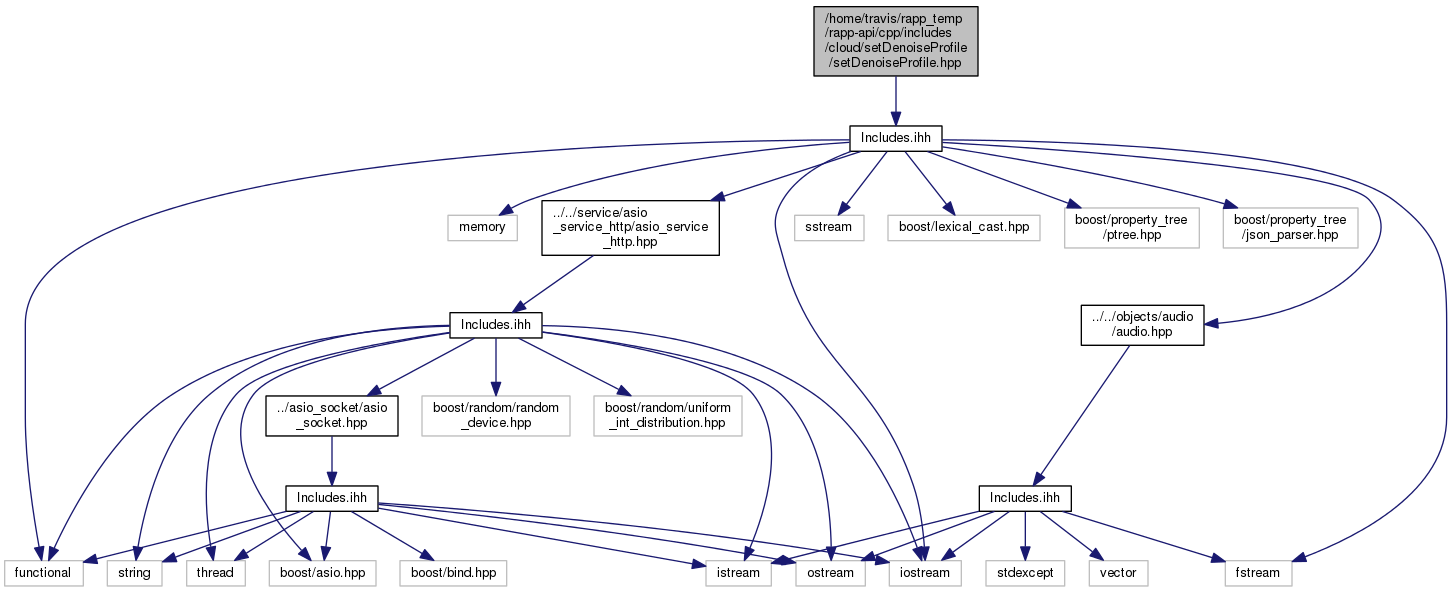 /home/travis/rapp_temp
/rapp-api/cpp/includes
/cloud/setDenoiseProfile
/setDenoiseProfile.hpp
Includes.ihh
memory
../../service/asio
_service_http/asio_service
_http.hpp
sstream
boost/lexical_cast.hpp
boost/property_tree
/ptree.hpp
boost/property_tree
/json_parser.hpp
Includes.ihh
../../objects/audio
/audio.hpp
../asio_socket/asio
_socket.hpp
boost/random/random
_device.hpp
boost/random/uniform
_int_distribution.hpp
Includes.ihh
Includes.ihh
functional
string
thread
boost/asio.hpp
boost/bind.hpp
istream
ostream
iostream
stdexcept
vector
fstream